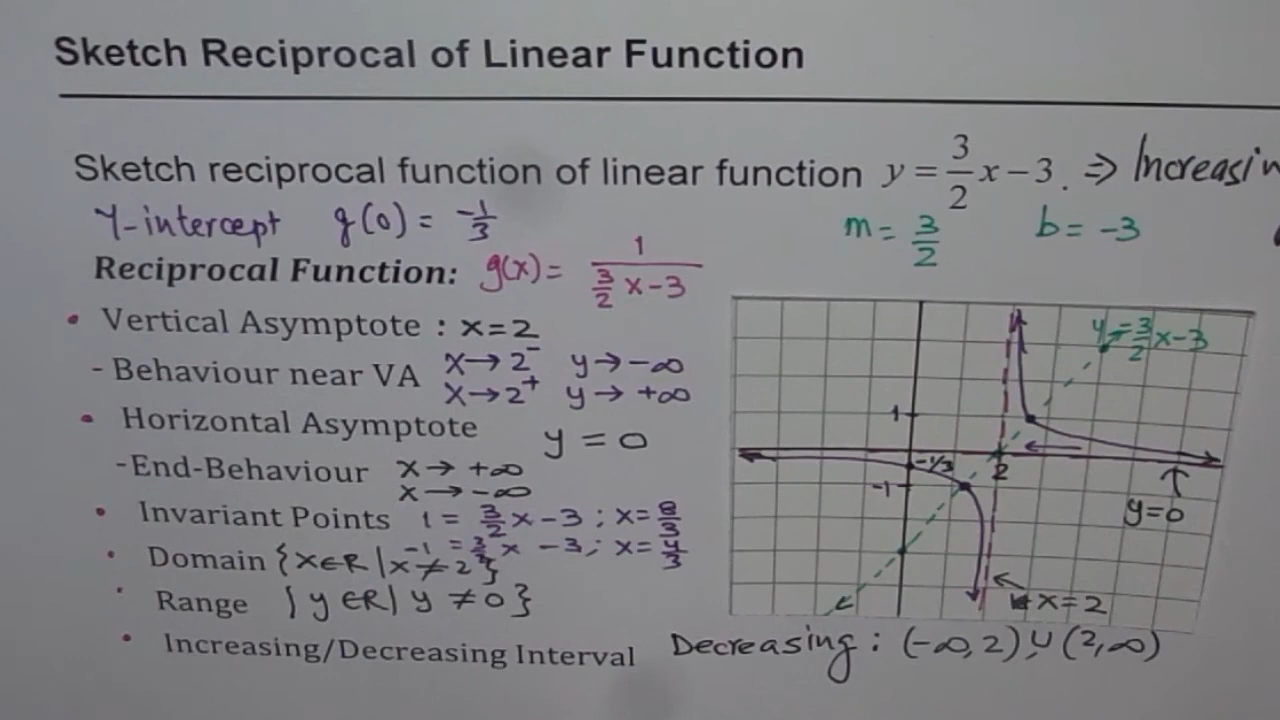 Sketch Reciprocal of Linear Function
Sketch reciprocal function of linear function y = 3/2 x − 3. ⇒ Increasin
Y-intercept g(0) = -1/3
m = 3/2 b = -3
Reciprocal Function: g(x) = 1/(3/2 x - 3)
• Vertical Asymptote : x = 2
- Behaviour near VA x → 2⁻ y → -∞
x → 2⁺ y → +∞
• Horizontal Asymptote y = 0
-End-Behaviour x → +∞
x → -∞
• Invariant Points 1 = 3/2 x - 3 ; x = 8/3
-1 = 3/2 x - 3 ; x = 4/3
• Domain {x∈R | x ≠ 2}
• Range {y ∈R | y ≠ 0}
• Increasing/Decreasing Interval Decreasing : (-∞, 2) ∪ (2, ∞)
y = 3/2 x - 3
1
-1/3
2
-1
y = 0
x = 2